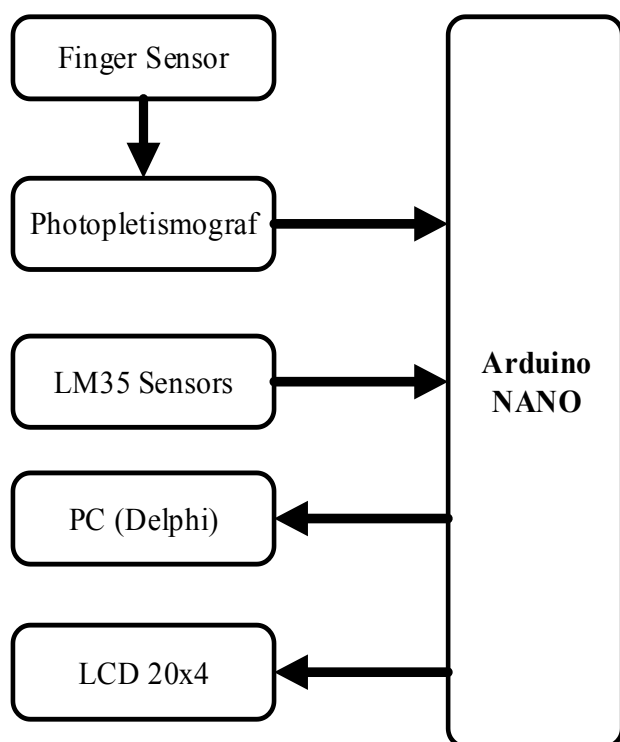 Finger Sensor
Photopletismograf
LM35 Sensors
PC (Delphi)
LCD 20x4
Arduino
NANO